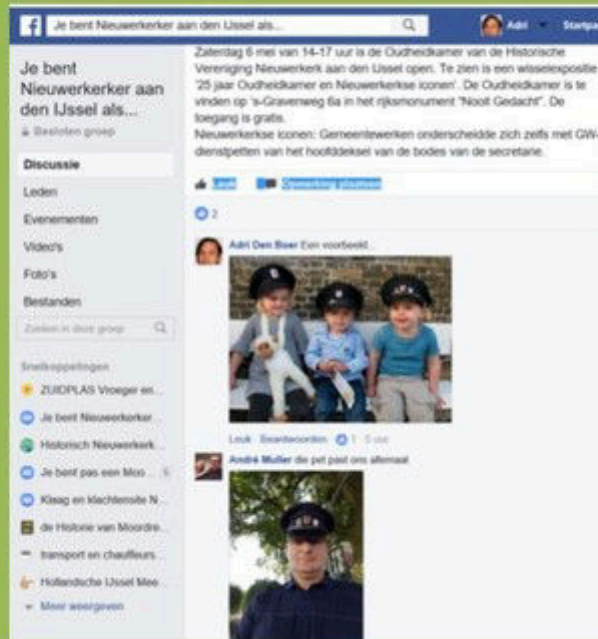 Je bent Nieuwerkerker aan den IJssel als...
Adri
Startpa
Je bent
Nieuwerkerker aan
den IJssel als...
Besloten groep
Discussie
Leden
Evenementen
Video's
Foto's
Bestanden
Zoeken in deze groep
Snelkoppelingen
ZUIDPLAS Vroeger en...
Je bent Nieuwerkerker...
Historisch Nieuwerkerk...
Je bent pas een Moo... 6
Klaag en klachtensite N...
de Historie van Moordre...
transport en chauffeurs...
Hollandsche IJssel Mee...
Meer weergeven
Zaterdag 6 mei van 14-17 uur is de Oudheidkamer van de Historische
Vereniging Nieuwerkerk aan den IJssel open. Te zien is een wisselexpositie
'25 jaar Oudheidkamer en Nieuwerkerkse iconen'. De Oudheidkamer is te
vinden op 's-Gravenweg 6a in het rijksmonument "Nooit Gedacht". De
toegang is gratis.
Nieuwerkerkse iconen: Gemeentewerken onderscheidde zich zelfs met GW-
dienstpetten van het hoofddeksel van de bodes van de secretarie.
Leuk Opmerking plaatsen
2
Adri Den Boer Een voorbeeld...
Leuk Beantwoorden 1 5 uur
André Muller die pet past ons allemaal